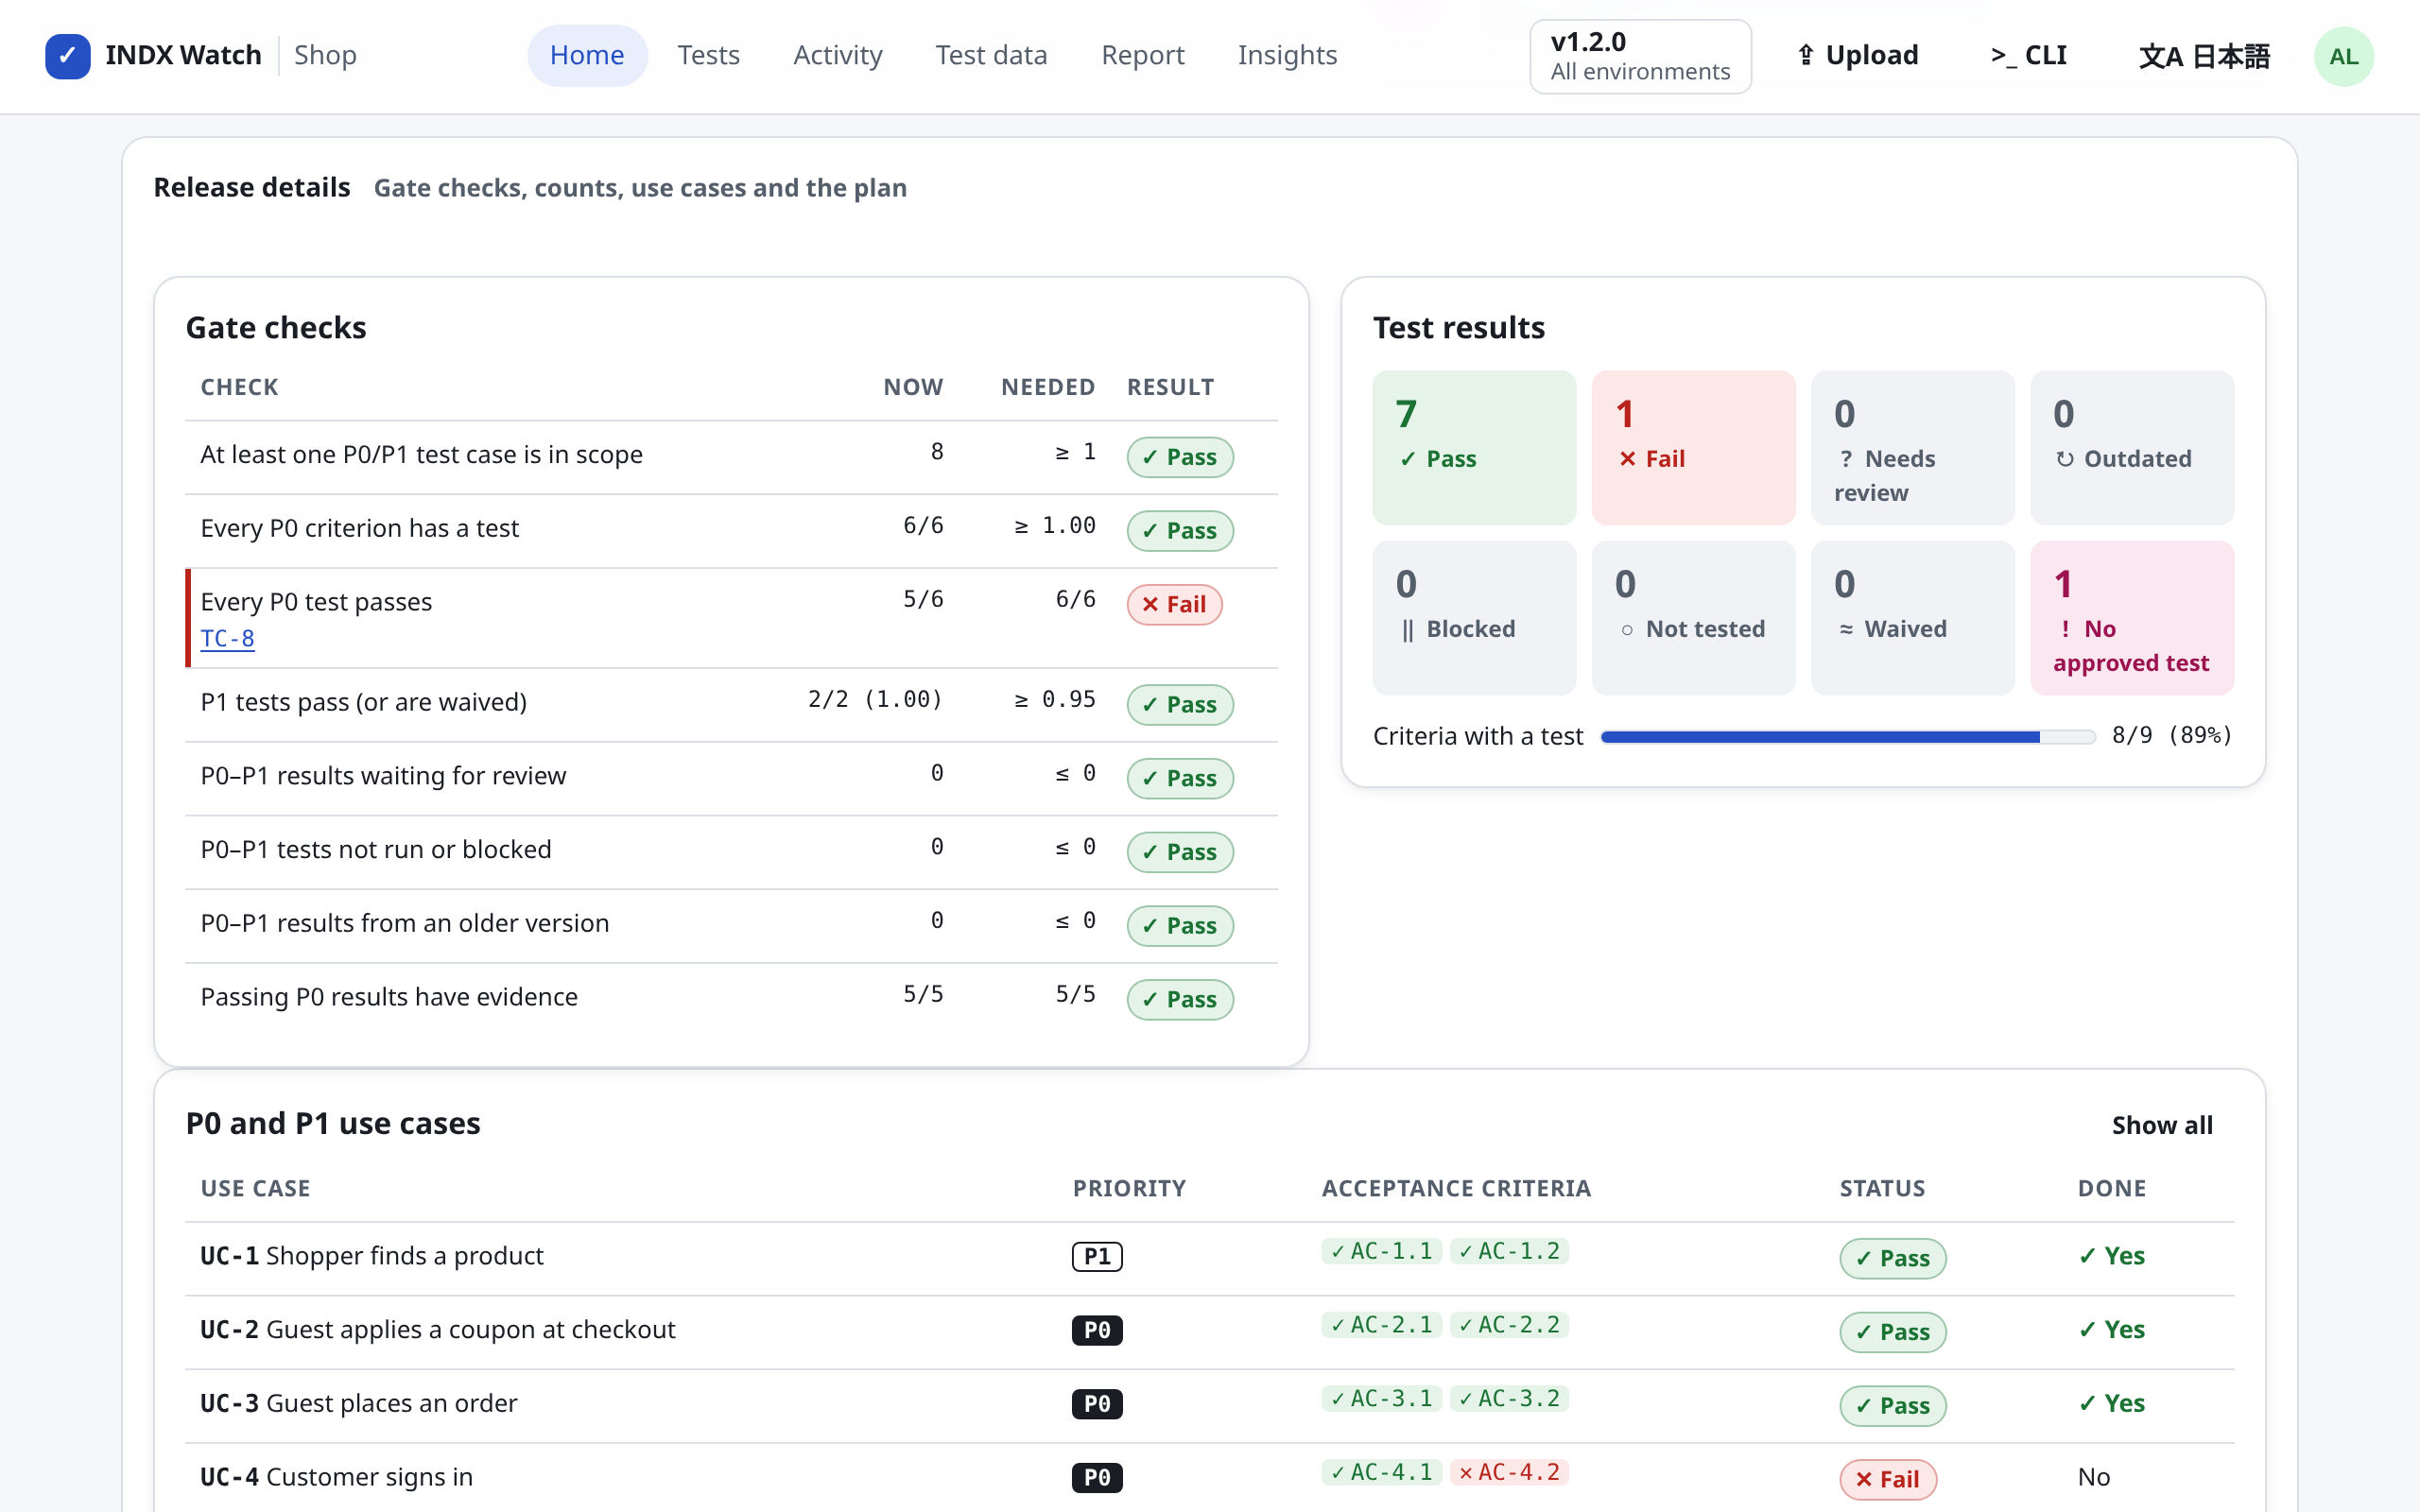 ✓ INDX Watch Shop Home Tests Activity Test data Report Insights v1.2.0 ⇪ Upload >_ CLI 文A 日本語 AL
All environments
Release details Gate checks, counts, use cases and the plan
Gate checks
CHECK NOW NEEDED RESULT
At least one P0/P1 test case is in scope 8 ≥ 1 ✓ Pass
Every P0 criterion has a test 6/6 ≥ 1.00 ✓ Pass
Every P0 test passes 5/6 6/6 ✕ Fail
TC-8
P1 tests pass (or are waived) 2/2 (1.00) ≥ 0.95 ✓ Pass
P0–P1 results waiting for review 0 ≤ 0 ✓ Pass
P0–P1 tests not run or blocked 0 ≤ 0 ✓ Pass
P0–P1 results from an older version 0 ≤ 0 ✓ Pass
Passing P0 results have evidence 5/5 5/5 ✓ Pass
Test results
7
✓ Pass
1
✕ Fail
0
? Needs
review
0
↻ Outdated
0
‖ Blocked
0
○ Not tested
0
≈ Waived
1
! No
approved test
Criteria with a test 8/9 (89%)
P0 and P1 use cases Show all
USE CASE PRIORITY ACCEPTANCE CRITERIA STATUS DONE
UC-1 Shopper finds a product P1 ✓ AC-1.1 ✓ AC-1.2 ✓ Pass ✓ Yes
UC-2 Guest applies a coupon at checkout P0 ✓ AC-2.1 ✓ AC-2.2 ✓ Pass ✓ Yes
UC-3 Guest places an order P0 ✓ AC-3.1 ✓ AC-3.2 ✓ Pass ✓ Yes
UC-4 Customer signs in P0 ✓ AC-4.1 × AC-4.2 ✕ Fail No